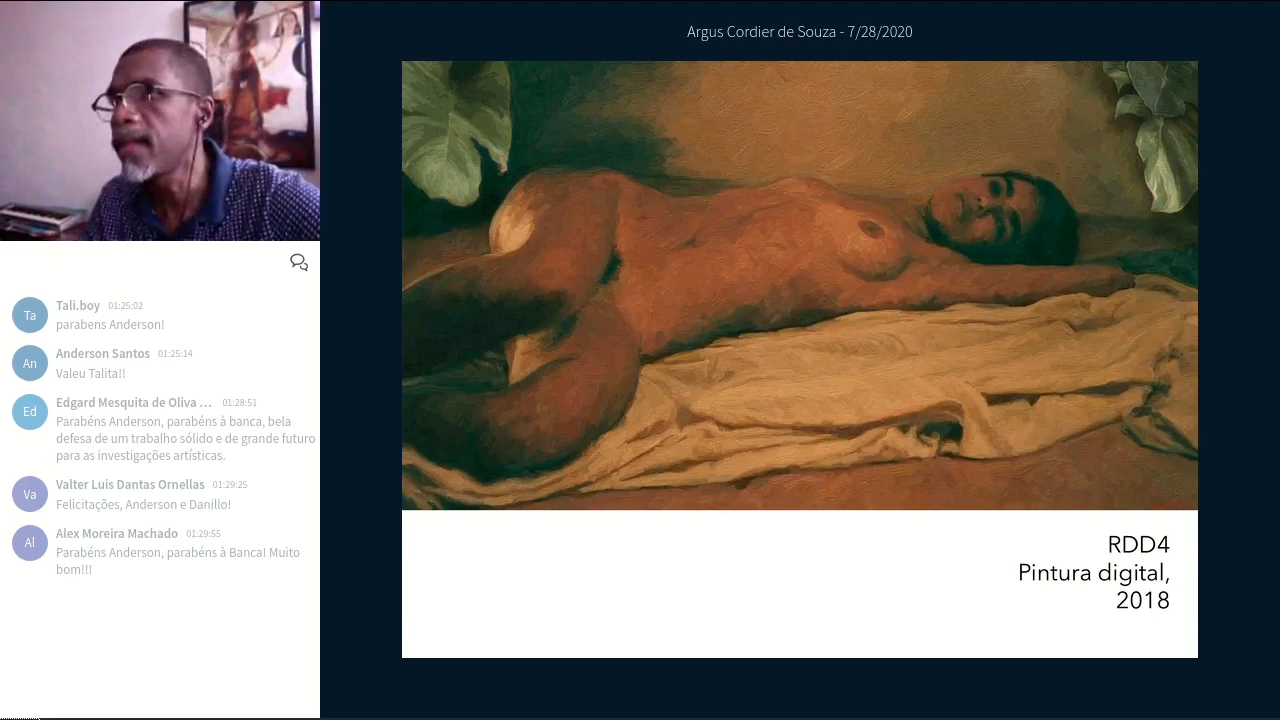 Argus Cordier de Souza - 7/28/2020
Ta
Tali.boy 01:25:02
parabens Anderson!
An
Anderson Santos 01:25:14
Valeu Talita!!
Ed
Edgard Mesquita de Oliva ... 01:28:51
Parabéns Anderson, parabéns à banca, bela
defesa de um trabalho sólido e de grande futuro
para as investigações artísticas.
Va
Valter Luis Dantas Ornellas 01:29:25
Felicitações, Anderson e Danillo!
Al
Alex Moreira Machado 01:29:55
Parabéns Anderson, parabéns à Banca! Muito
bom!!!
RDD4
Pintura digital,
2018